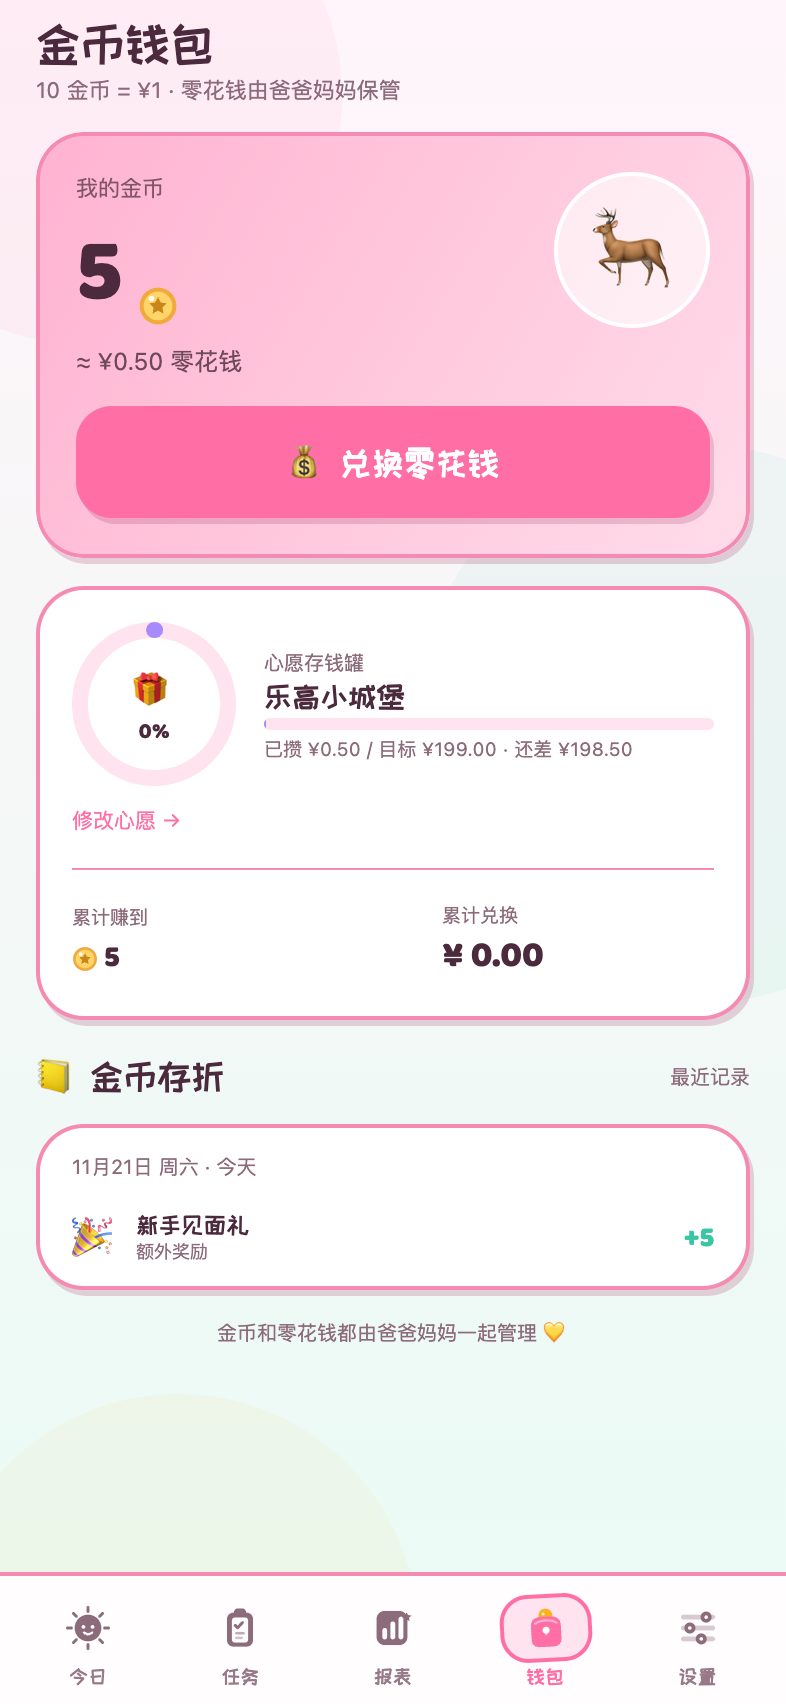 金币钱包
10 金币 = ¥1 · 零花钱由爸爸妈妈保管
我的金币
5
≈ ¥0.50 零花钱
兑换零花钱
0%
心愿存钱罐
乐高小城堡
已攒 ¥0.50 / 目标 ¥199.00 · 还差 ¥198.50
修改心愿 →
累计赚到
5
累计兑换
¥ 0.00
金币存折
最近记录
11月21日 周六 · 今天
新手见面礼
额外奖励
+5
金币和零花钱都由爸爸妈妈一起管理 💛
今日
任务
报表
钱包
设置